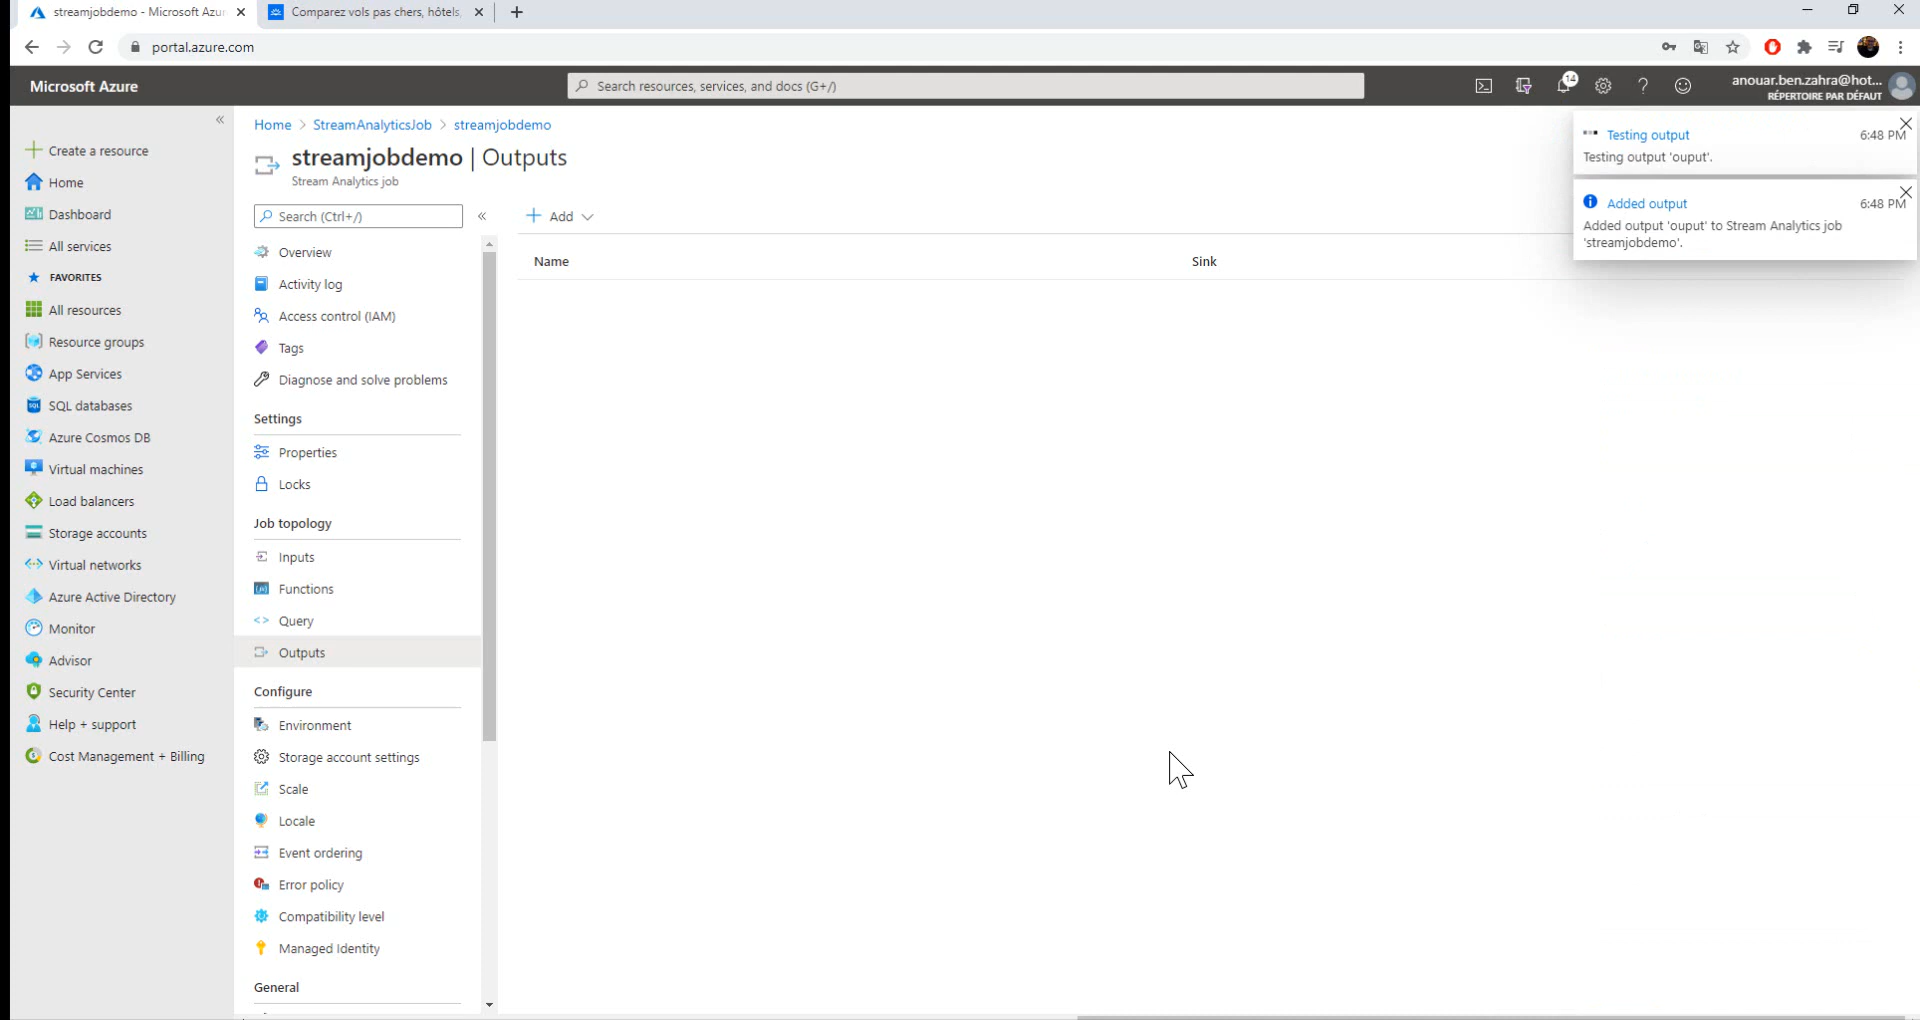 streamjobdemo - Microsoft Azur
Comparez vols pas chers, hôtels,
portal.azure.com
Microsoft Azure
Search resources, services, and docs (G+/)
14
anouar.ben.zahra@hot...
RÉPERTOIRE PAR DÉFAUT
Create a resource
Home
Dashboard
All services
FAVORITES
All resources
Resource groups
App Services
SQL databases
Azure Cosmos DB
Virtual machines
Load balancers
Storage accounts
Virtual networks
Azure Active Directory
Monitor
Advisor
Security Center
Help + support
Cost Management + Billing
Home > StreamAnalyticsJob > streamjobdemo
streamjobdemo | Outputs
Stream Analytics job
Search (Ctrl+/)
Overview
Activity log
Access control (IAM)
Tags
Diagnose and solve problems
Settings
Properties
Locks
Job topology
Inputs
Functions
Query
Outputs
Configure
Environment
Storage account settings
Scale
Locale
Event ordering
Error policy
Compatibility level
Managed Identity
General
Add
Name
Sink
Testing output
6:48 PM
Testing output 'ouput'.
Added output
6:48 PM
Added output 'ouput' to Stream Analytics job
'streamjobdemo'.